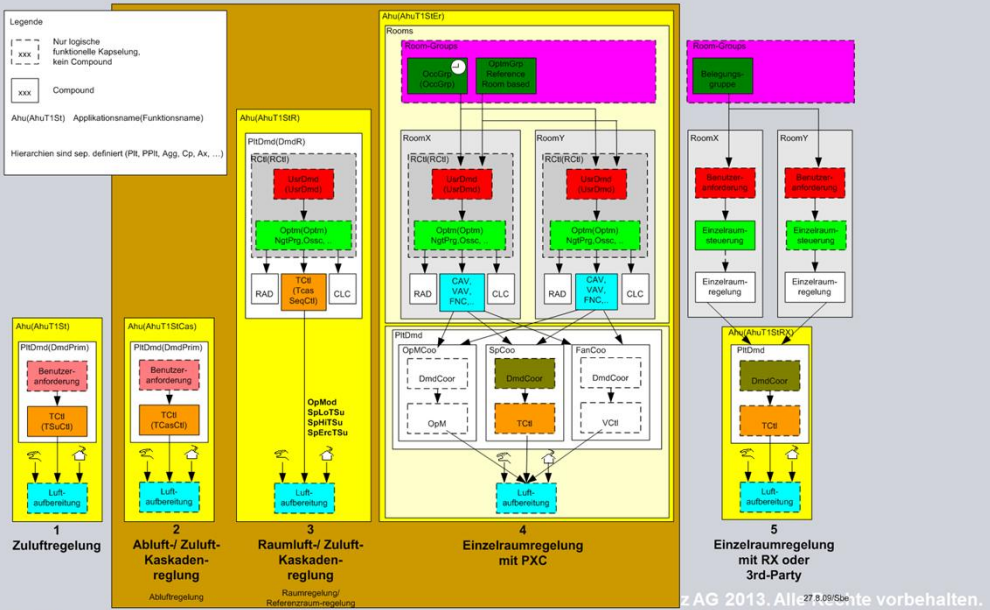 Legende
xxx
Nur logische
funktionelle Kapselung,
kein Compound
xxx
Compound
Ahu(AhuT1St) Applikationsname(Funktionsname)
Hierarchien sind sep. definiert (Plt, PPlt, Agg, Cp, Ax, ...)
Ahu(AhuT1St)
PltDmd(DmdPrim)
Benutzer-
anforderung
TCtl
(TSuCtl)
Luft-
aufbereitung
1
Zuluftregelung
Ahu(AhuT1StCas)
PltDmd(DmdPrim)
Benutzer-
anforderung
TCtl
(TCasCtl)
Luft-
aufbereitung
2
Abluft-/ Zuluft-
Kaskaden-
reglung
Abluftregelung
Ahu(AhuT1StR)
PltDmd(DmdR)
RCtl(RCtl)
UsrDmd
(UsrDmd)
Optm(Optm)
NgtPrg,Ossc, ..
RAD
TCtl
(Tcas
SeqCtl)
CLC
OpMod
SpLoTSu
SpHiTSu
SpErcTSu
Luft-
aufbereitung
3
Raumluft-/ Zuluft-
Kaskaden-
reglung
Raumregelung/
Referenzraum-regelung
Ahu(AhuT1StEr)
Rooms
Room-Groups
OccGrp
(OccGrp)
OptmGrp
Reference
Room based
RoomX
RCtl(RCtl)
UsrDmd
(UsrDmd)
Optm(Optm)
NgtPrg,Ossc, ..
RAD
CAV,
VAV,
FNC,..
CLC
RoomY
RCtl(RCtl)
UsrDmd
(UsrDmd)
Optm(Optm)
NgtPrg,Ossc, ..
RAD
CAV,
VAV,
FNC,..
CLC
PltDmd
OpMCoo
DmdCoor
OpM
SpCoo
DmdCoor
TCtl
FanCoo
DmdCoor
VCtl
Luft-
aufbereitung
4
Einzelraumregelung
mit PXC
Room-Groups
Belegungs-
gruppe
RoomX
Benutzer-
anforderung
Einzelraum-
steuerung
Einzelraum-
regelung
RoomY
Benutzer-
anforderung
Einzelraum-
steuerung
Einzelraum-
regelung
Ahu(AhuT1StRX)
PltDmd
DmdCoor
TCtl
Luft-
aufbereitung
5
Einzelraumregelung
mit RX oder
3rd-Party
27.8.09/Sbe
z AG 2013. Alle Rechte vorbehalten.